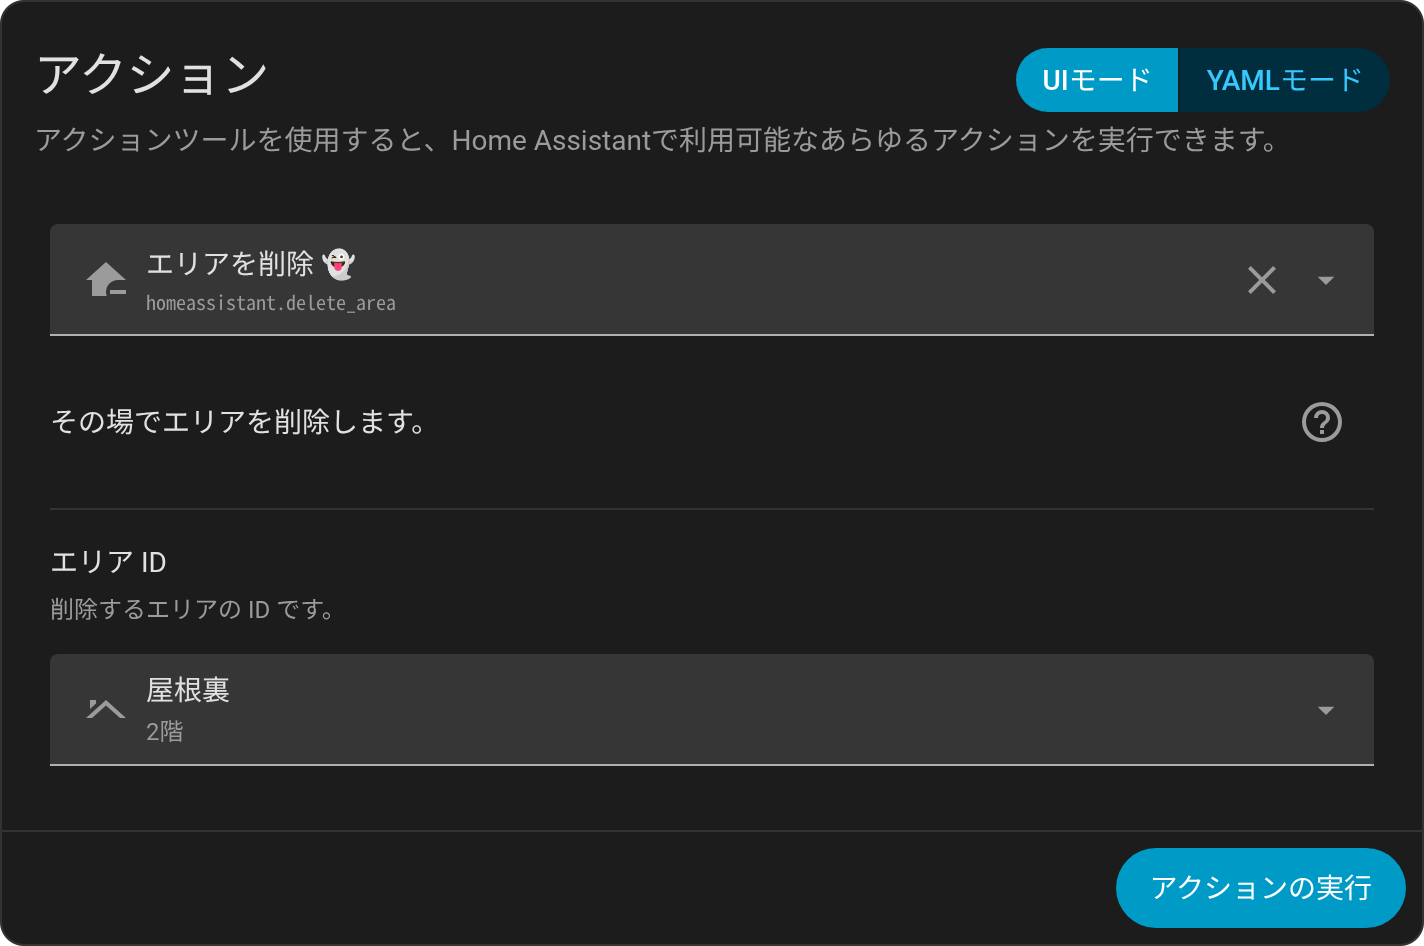 アクション
UIモード
YAMLモード
アクションツールを使用すると、Home Assistantで利用可能なあらゆるアクションを実行できます。
エリアを削除 👻
homeassistant.delete_area
その場でエリアを削除します。
エリア ID
削除するエリアの ID です。
屋根裏
2階
アクションの実行